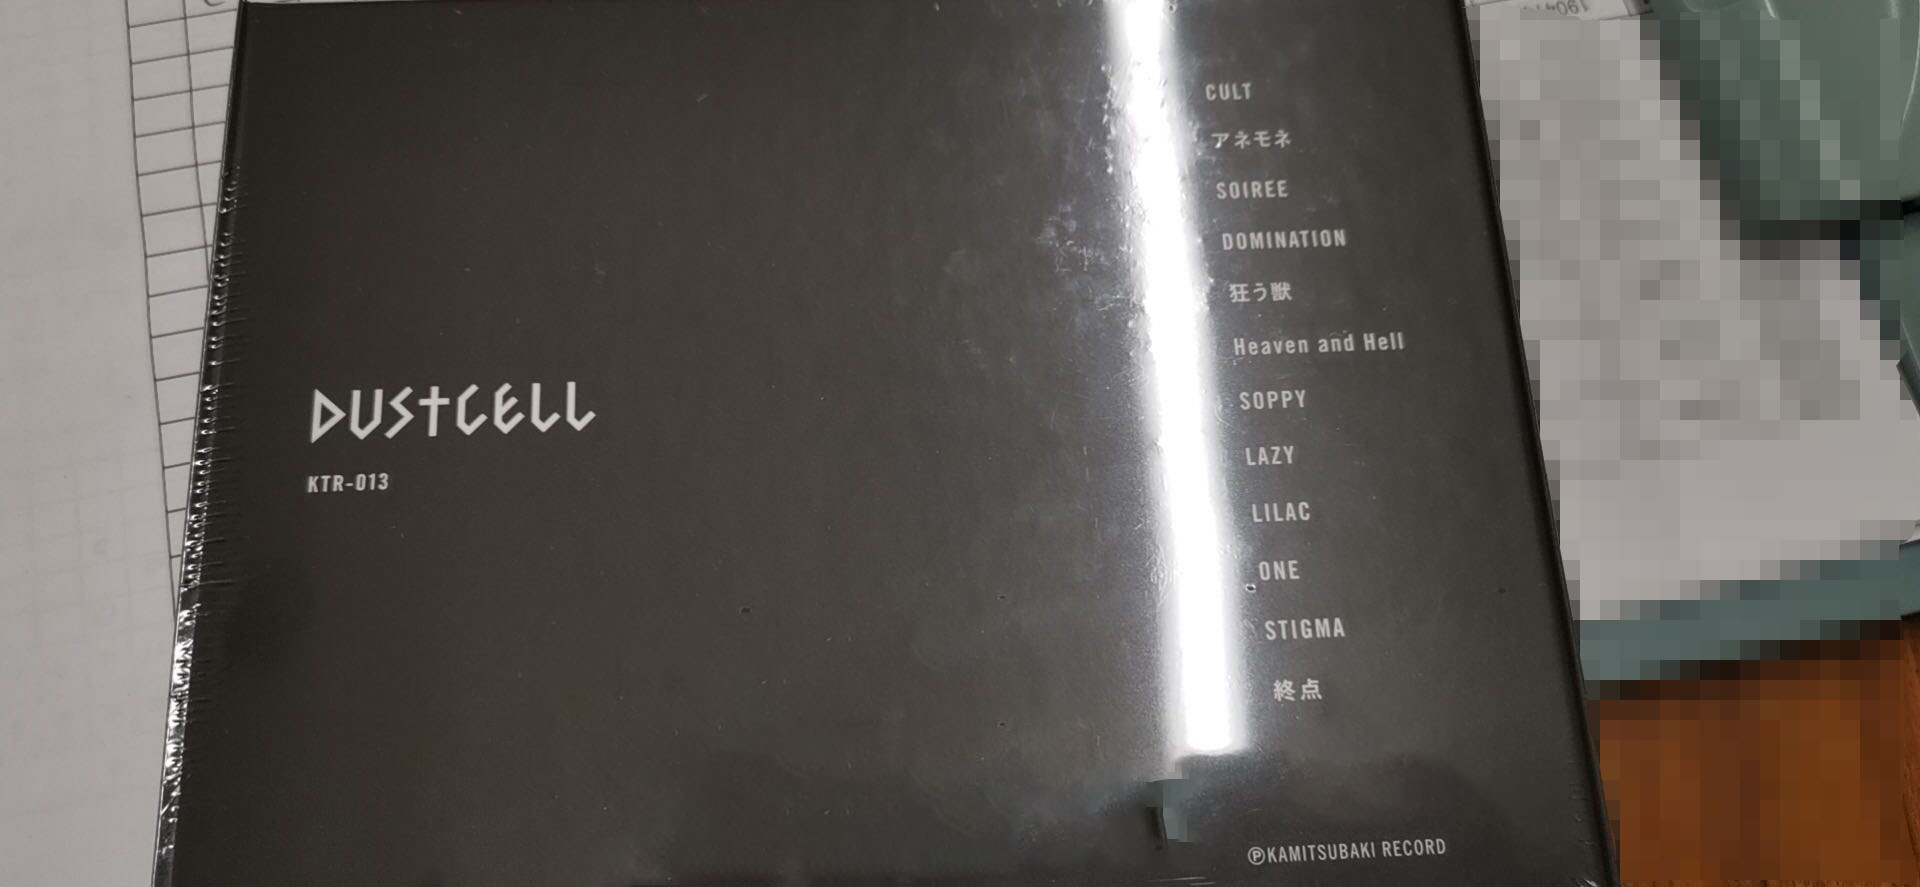 DUSTCELL
KTR-013
CULT
アネモネ
SOIREE
DOMINATION
狂う獣
Heaven and Hell
SOPPY
LAZY
LILAC
ONE
STIGMA
終点
ⓅKAMITSUBAKI RECORD